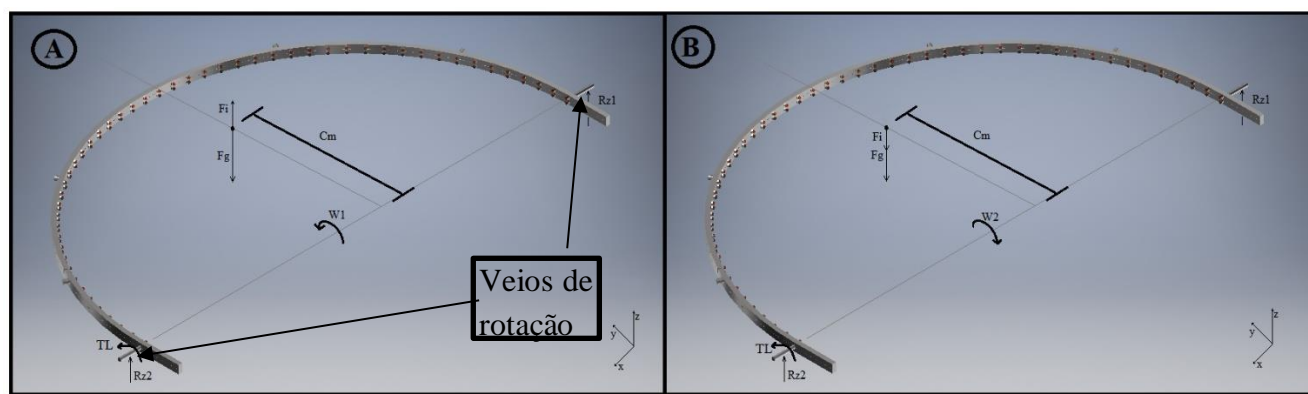 A
Fi
Rz1
Cm
Fg
W1
Veios de
rotação
TL
Rz2
z
y
x
B
Rz1
Fi
Cm
Fg
W2
TL
Rz2
z
y
x